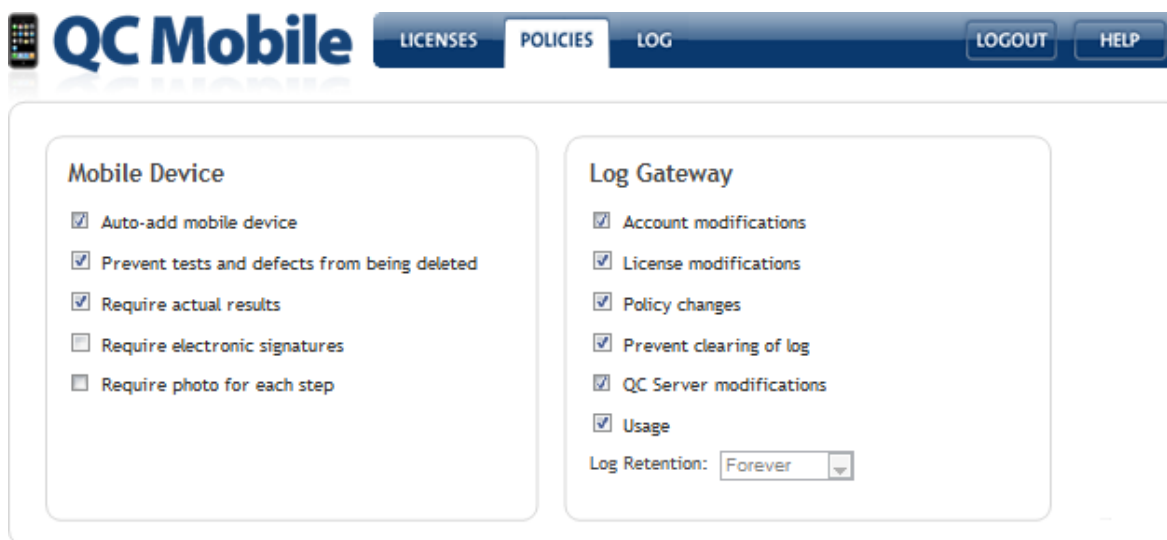 QC Mobile LICENSES POLICIES LOG LOGOUT HELP
Mobile Device
Auto-add mobile device
Prevent tests and defects from being deleted
Require actual results
Require electronic signatures
Require photo for each step
Log Gateway
Account modifications
License modifications
Policy changes
Prevent clearing of log
QC Server modifications
Usage
Log Retention: Forever